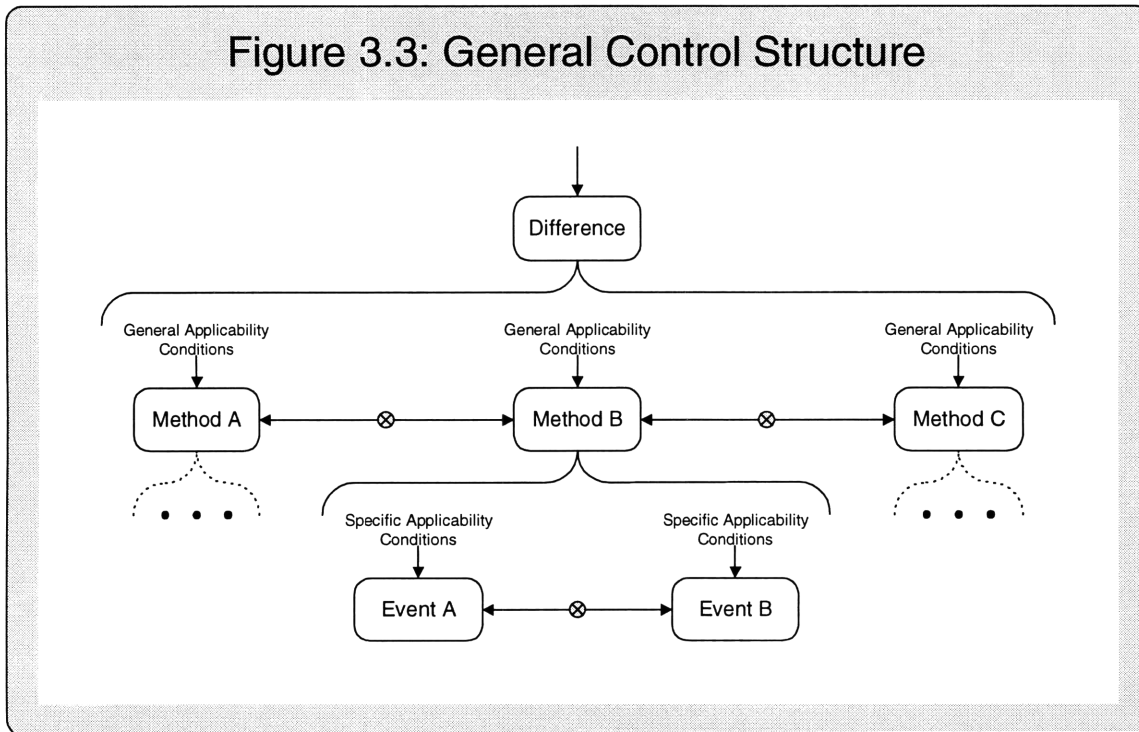 Figure 3.3: General Control Structure
Difference
General Applicability
Conditions
General Applicability
Conditions
General Applicability
Conditions
Method A
Method B
Method C
Specific Applicability
Conditions
Specific Applicability
Conditions
Event A
Event B